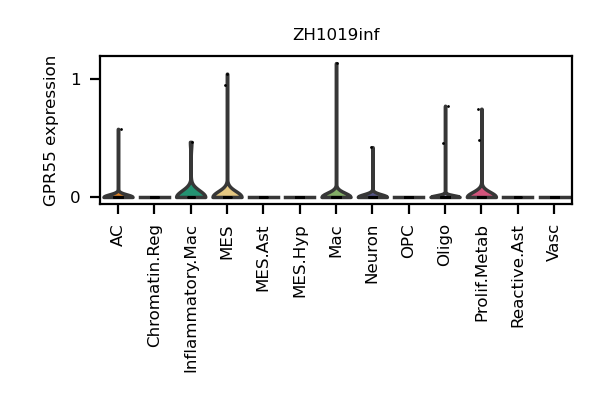 ZH1019inf
GPR55 expression
1
0
AC
Chromatin.Reg
Inflammatory.Mac
MES
MES.Ast
MES.Hyp
Mac
Neuron
OPC
Oligo
Prolif.Metab
Reactive.Ast
Vasc